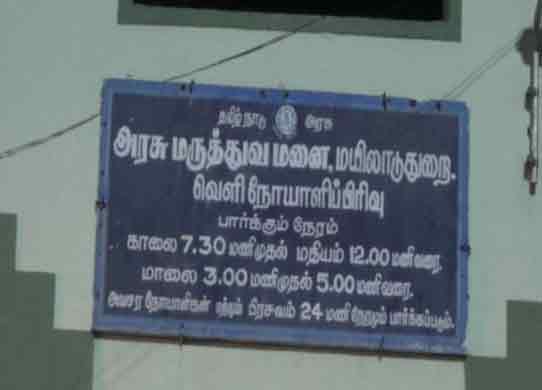 தமிழ்நாடு அரசு
அரசு மருத்துவ மனை, மயிலாடுதுறை.
வெளி நோயாளிப்பிரிவு
பார்க்கும் நேரம்
காலை 7.30 மணிமுதல் மதியம் 12.00 மணிவரை.
மாலை 3.00 மணிமுதல் 5.00 மணிவரை.
அவசர நோயாளிகள் மற்றும் பிரசவம் 24 மணிநேரமும் பார்க்கப்படும்.